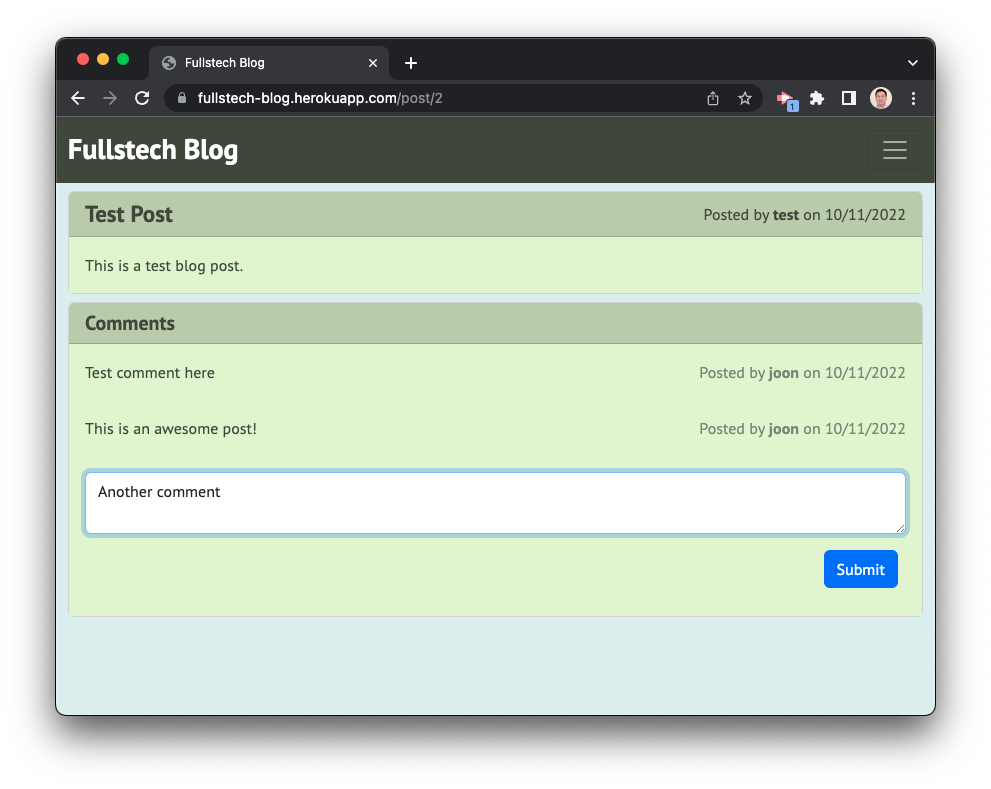 Fullstech Blog
fullstech-blog.herokuapp.com/post/2
1
Fullstech Blog
Test Post
Posted by test on 10/11/2022
This is a test blog post.
Comments
Test comment here
Posted by joon on 10/11/2022
This is an awesome post!
Posted by joon on 10/11/2022
Another comment
Submit